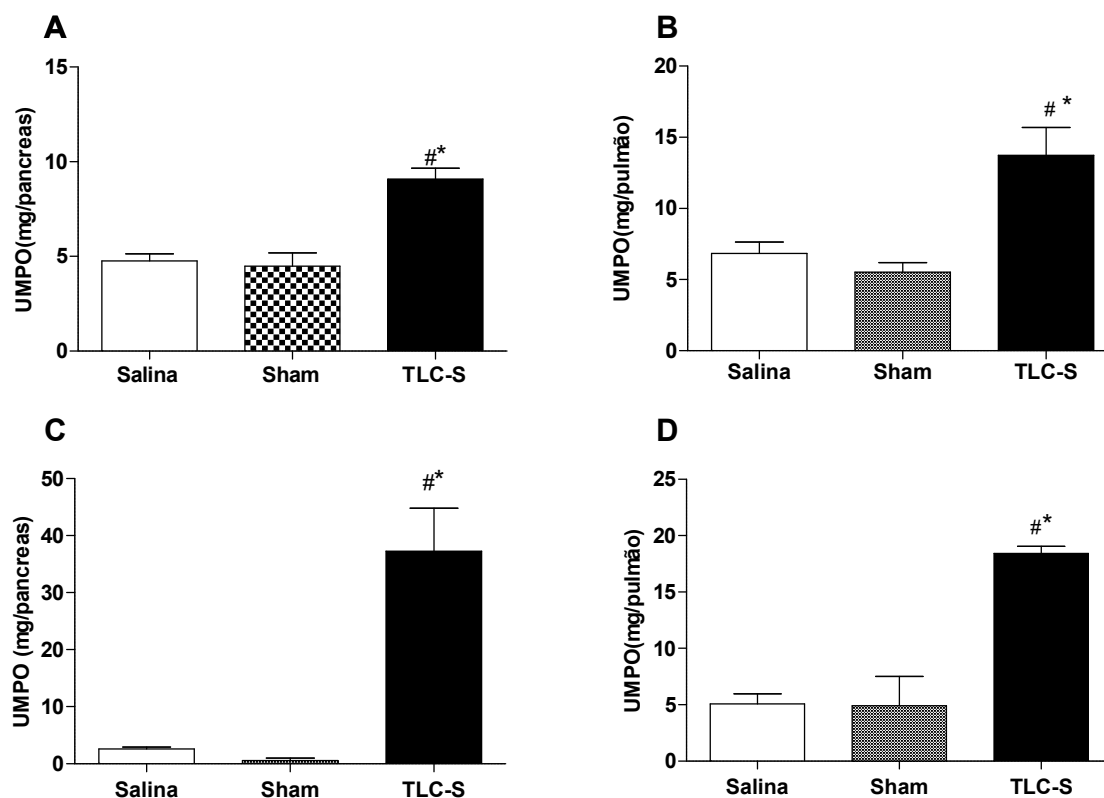 A
UMPO(mg/pancreas)
15
10
5
0
#*
Salina Sham TLC-S
B
UMPO(mg/pulmão)
20
15
10
5
0
# *
Salina Sham TLC-S
C
UMPO (mg/pancreas)
50
40
30
20
10
0
#*
Salina Sham TLC-S
D
UMPO(mg/pulmão)
25
20
15
10
5
0
#*
Salina Sham TLC-S